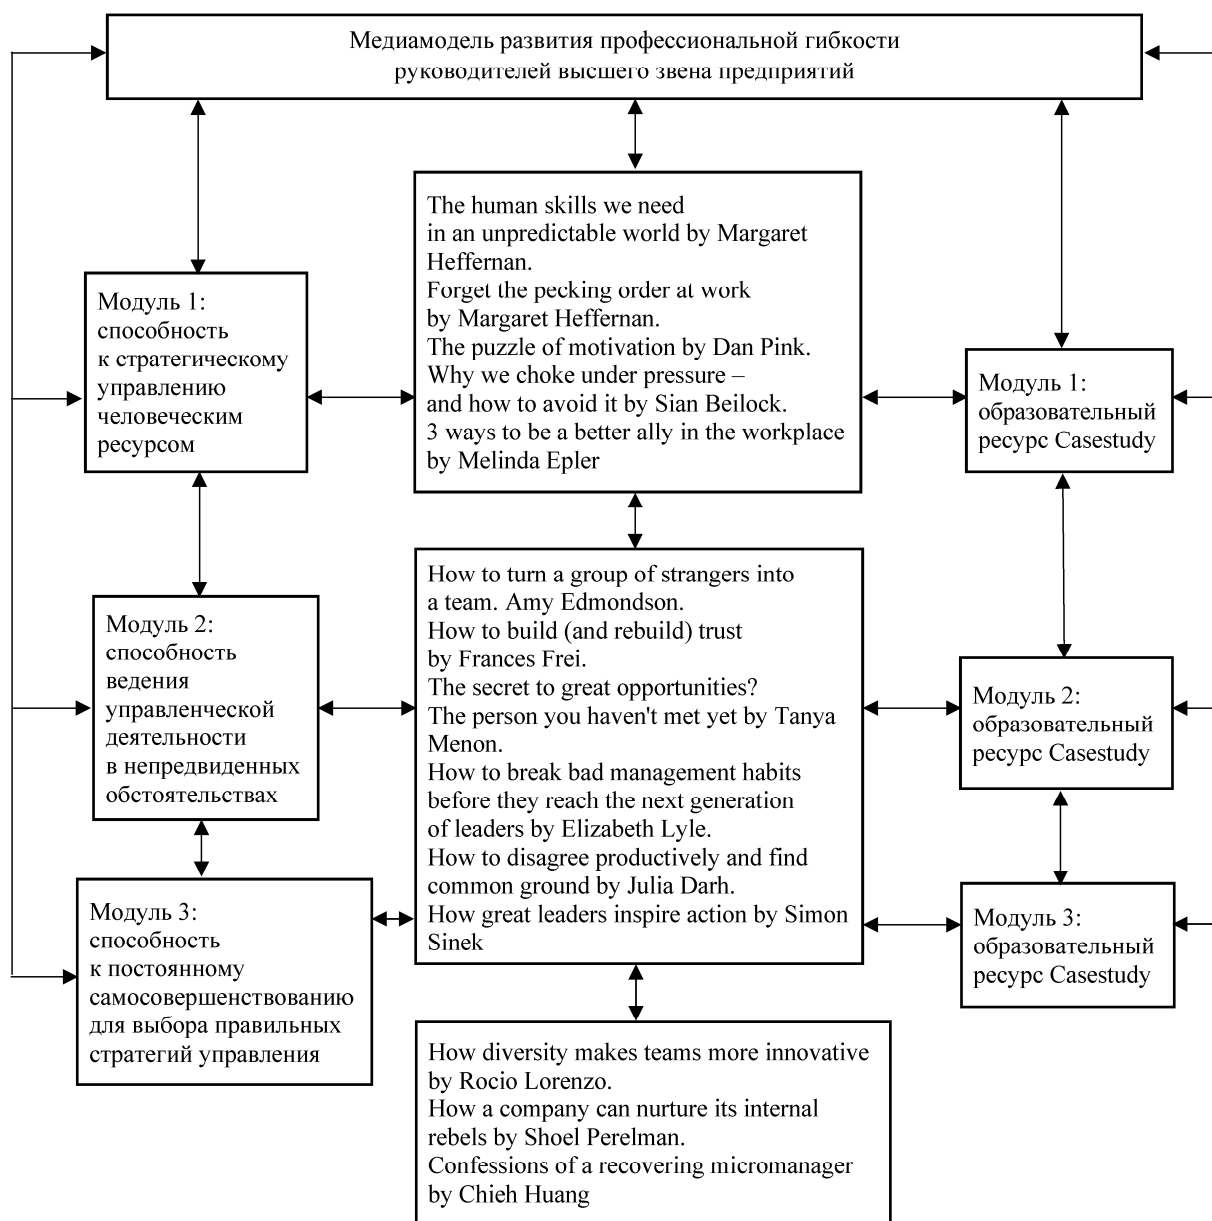 Медиамодель развития профессиональной гибкости
руководителей высшего звена предприятий
The human skills we need
in an unpredictable world by Margaret
Heffernan.
Forget the pecking order at work
by Margaret Heffernan.
The puzzle of motivation by Dan Pink.
Why we choke under pressure –
and how to avoid it by Sian Beilock.
3 ways to be a better ally in the workplace
by Melinda Epler
Модуль 1:
способность
к стратегическому
управлению
человеческим
ресурсом
Модуль 1:
образовательный
ресурс Casestudy
How to turn a group of strangers into
a team. Amy Edmondson.
How to build (and rebuild) trust
by Frances Frei.
The secret to great opportunities?
The person you haven't met yet by Tanya
Menon.
How to break bad management habits
before they reach the next generation
of leaders by Elizabeth Lyle.
How to disagree productively and find
common ground by Julia Darh.
How great leaders inspire action by Simon
Sinek
Модуль 2:
способность
ведения
управленческой
деятельности
в непредвиденных
обстоятельствах
Модуль 2:
образовательный
ресурс Casestudy
Модуль 3:
способность
к постоянному
самосовершенствованию
для выбора правильных
стратегий управления
Модуль 3:
образовательный
ресурс Casestudy
How diversity makes teams more innovative
by Rocio Lorenzo.
How a company can nurture its internal
rebels by Shoel Perelman.
Confessions of a recovering micromanager
by Chieh Huang